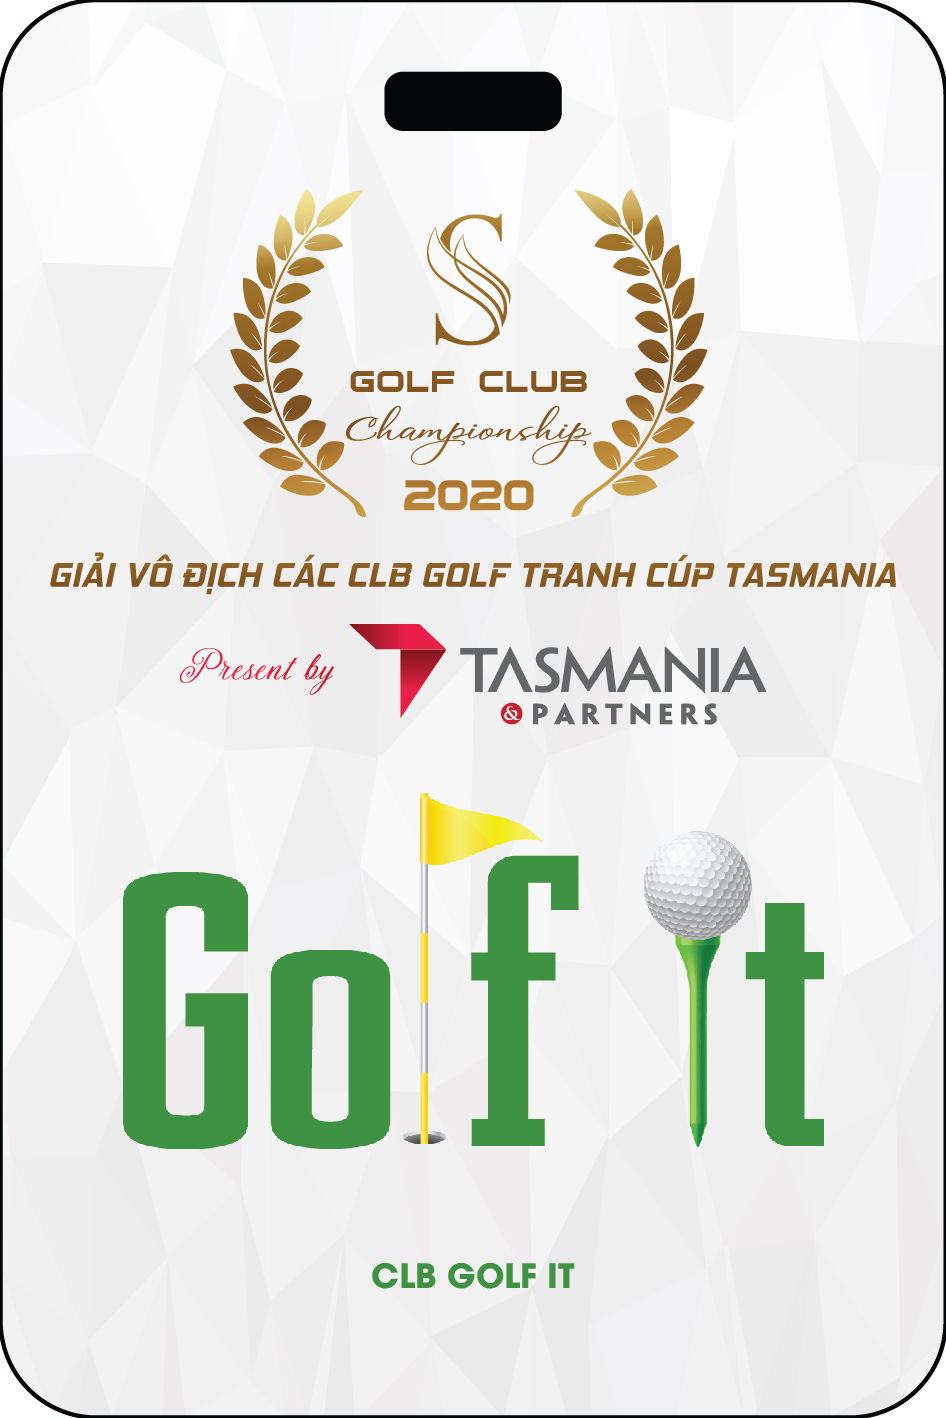 S
GOLF CLUB
Championship
2020
GIẢI VÔ ĐỊCH CÁC CLB GOLF TRANH CÚP TASMANIA
Present by TASMANIA
& PARTNERS
Golf it
CLB GOLF IT